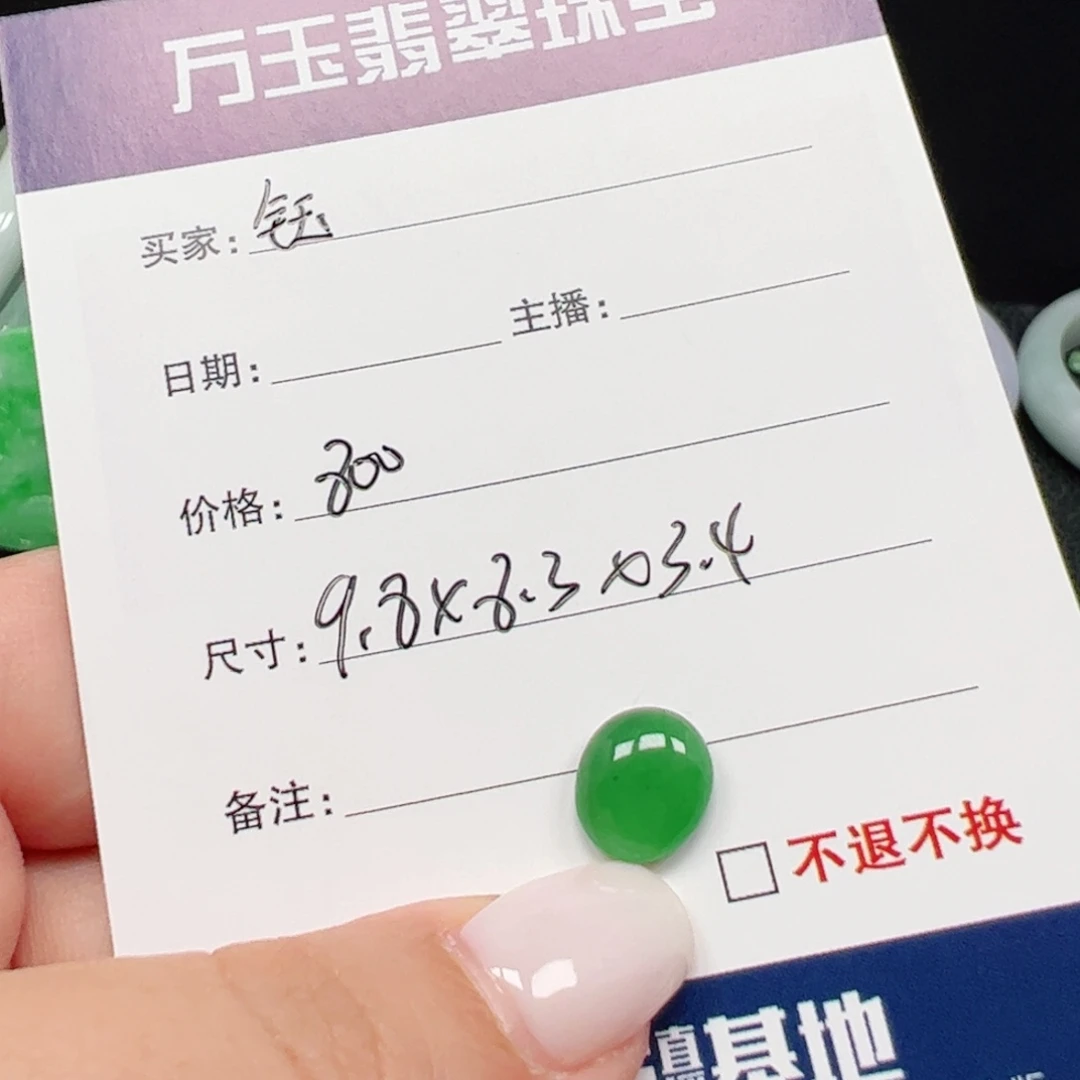 万玉翡翠珠宝
买家：钰
主播：
日期：
价格：800
尺寸：9.8x8.3x3.4
备注：
不退不换
直基地